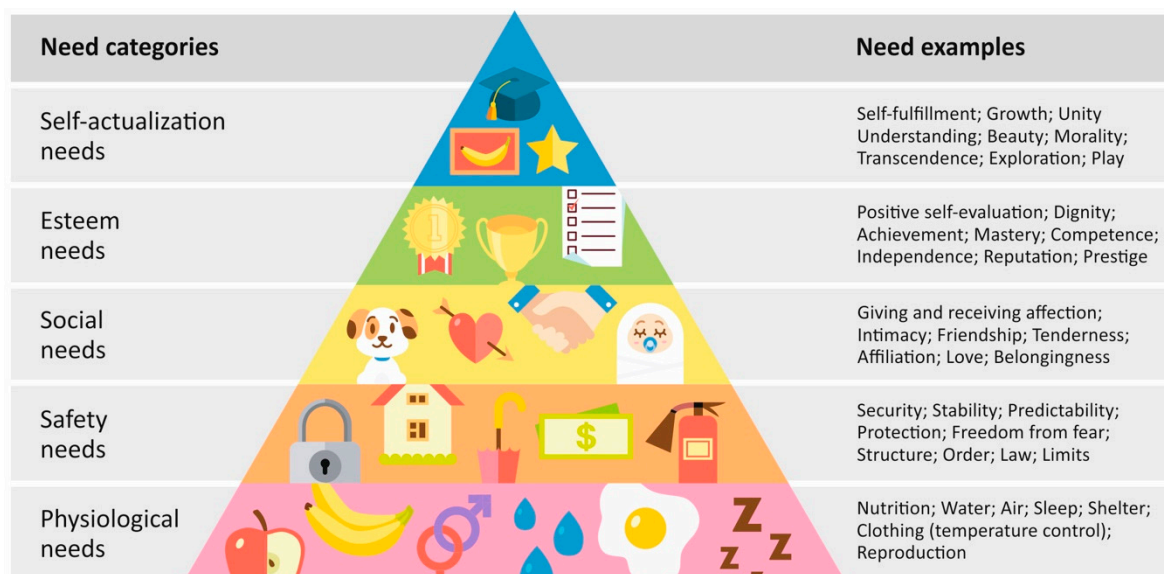 Need categories
Need examples
Self-actualization
needs
Self-fulfillment; Growth; Unity
Understanding; Beauty; Morality;
Transcendence; Exploration; Play
Esteem
needs
1
Positive self-evaluation; Dignity;
Achievement; Mastery; Competence;
Independence; Reputation; Prestige
Social
needs
Giving and receiving affection;
Intimacy; Friendship; Tenderness;
Affiliation; Love; Belongingness
Safety
needs
$
Security; Stability; Predictability;
Protection; Freedom from fear;
Structure; Order; Law; Limits
Physiological
needs
Z
Z Z
Z
Nutrition; Water; Air; Sleep; Shelter;
Clothing (temperature control);
Reproduction